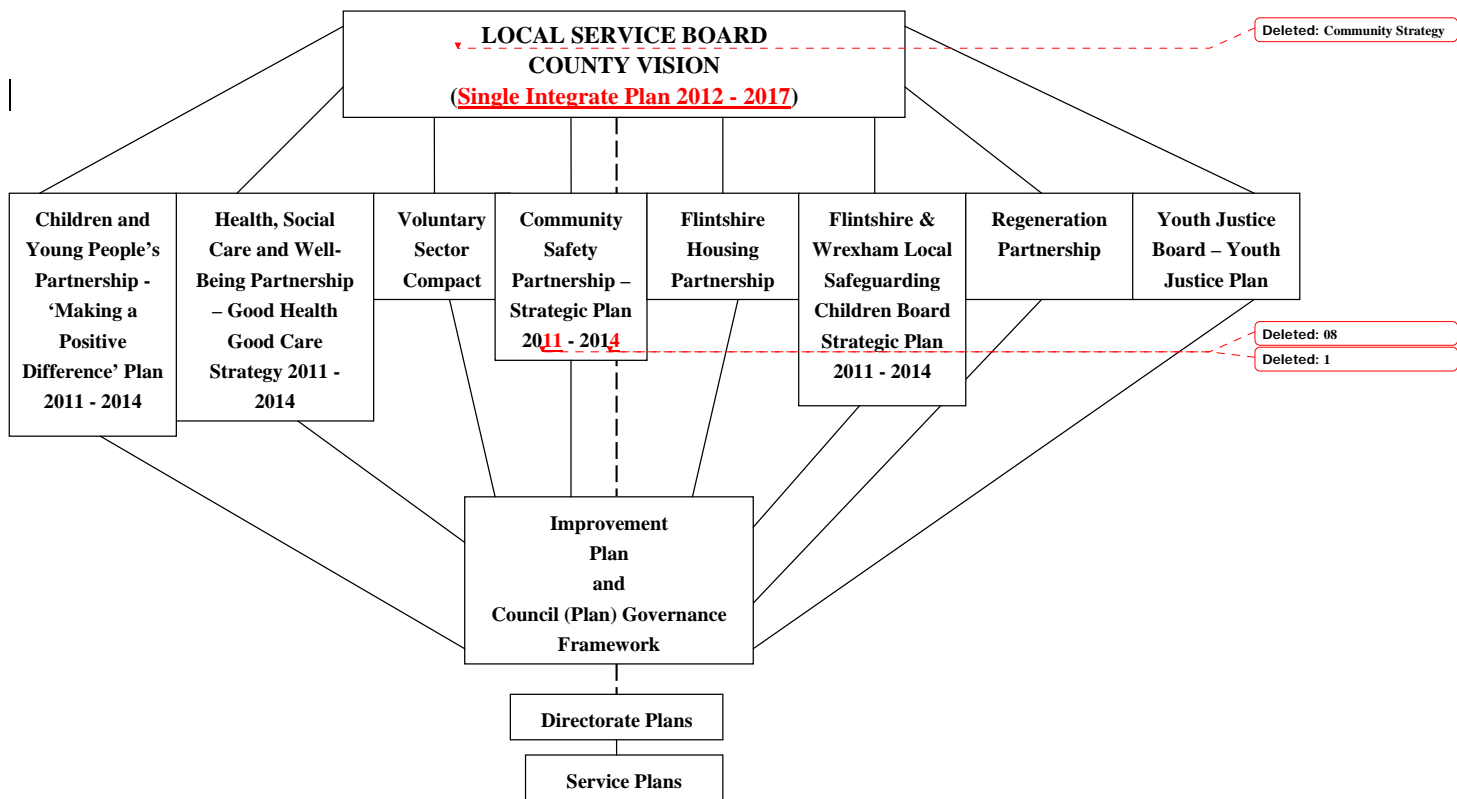 LOCAL SERVICE BOARD
COUNTY VISION
(Single Integrate Plan 2012 - 2017)
Deleted: Community Strategy
Children and
Young People’s
Partnership -
‘Making a
Positive
Difference’ Plan
2011 - 2014
Health, Social
Care and Well-
Being Partnership
– Good Health
Good Care
Strategy 2011 -
2014
Voluntary
Sector
Compact
Community
Safety
Partnership –
Strategic Plan
2011 - 2014
Flintshire
Housing
Partnership
Flintshire &
Wrexham Local
Safeguarding
Children Board
Strategic Plan
2011 - 2014
Regeneration
Partnership
Youth Justice
Board – Youth
Justice Plan
Deleted: 08
Deleted: 1
Improvement
Plan
and
Council (Plan) Governance
Framework
Directorate Plans
Service Plans